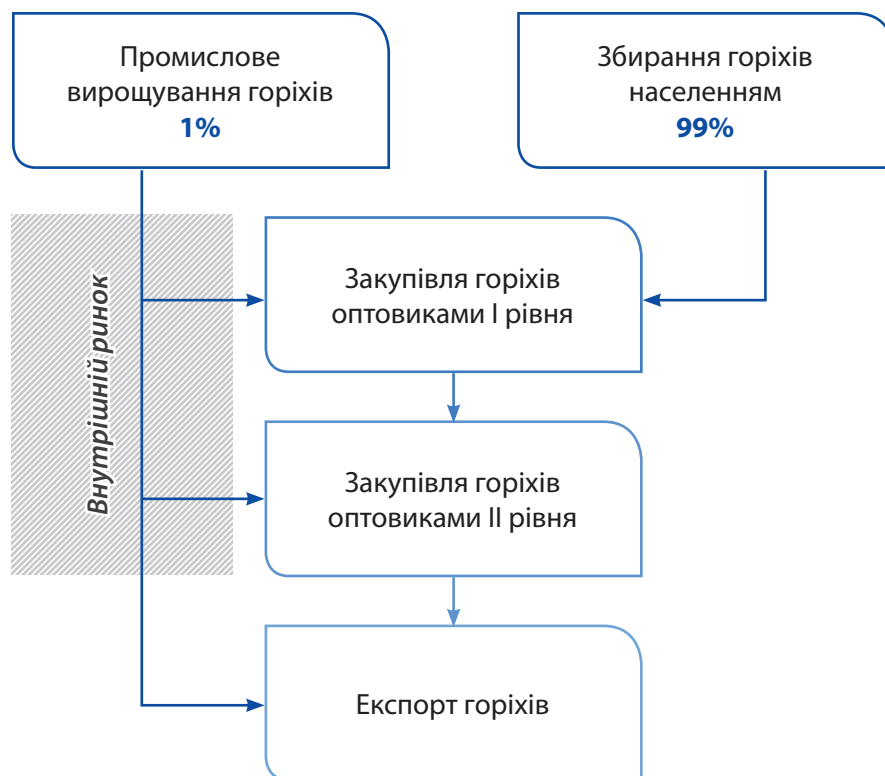 Промислове
вирощування горіхів
1%
Збирання горіхів
населенням
99%
Внутрішній ринок
Закупівля горіхів
оптовиками І рівня
Закупівля горіхів
оптовиками ІІ рівня
Експорт горіхів